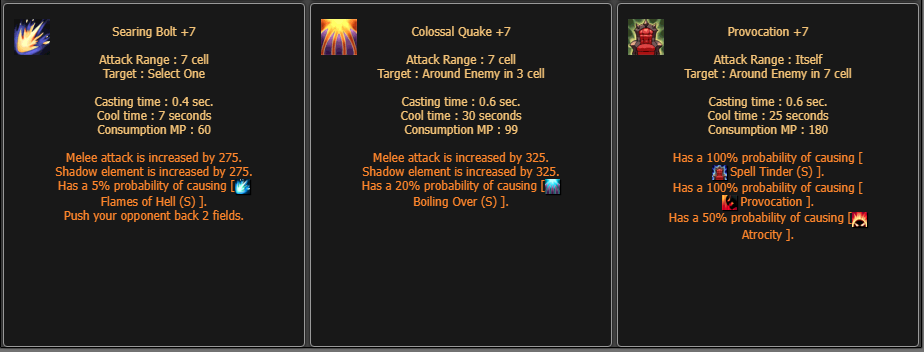 Searing Bolt +7
Attack Range : 7 cell
Target : Select One
Casting time : 0.4 sec.
Cool time : 7 seconds
Consumption MP : 60
Melee attack is increased by 275.
Shadow element is increased by 275.
Has a 5% probability of causing [
Flames of Hell (S) ].
Push your opponent back 2 fields.
Colossal Quake +7
Attack Range : 7 cell
Target : Around Enemy in 3 cell
Casting time : 0.6 sec.
Cool time : 30 seconds
Consumption MP : 99
Melee attack is increased by 325.
Shadow element is increased by 325.
Has a 20% probability of causing [
Boiling Over (S) ].
Provocation +7
Attack Range : Itself
Target : Around Enemy in 7 cell
Casting time : 0.6 sec.
Cool time : 25 seconds
Consumption MP : 180
Has a 100% probability of causing [
Spell Tinder (S) ].
Has a 100% probability of causing [
Provocation ].
Has a 50% probability of causing [
Atrocity ].